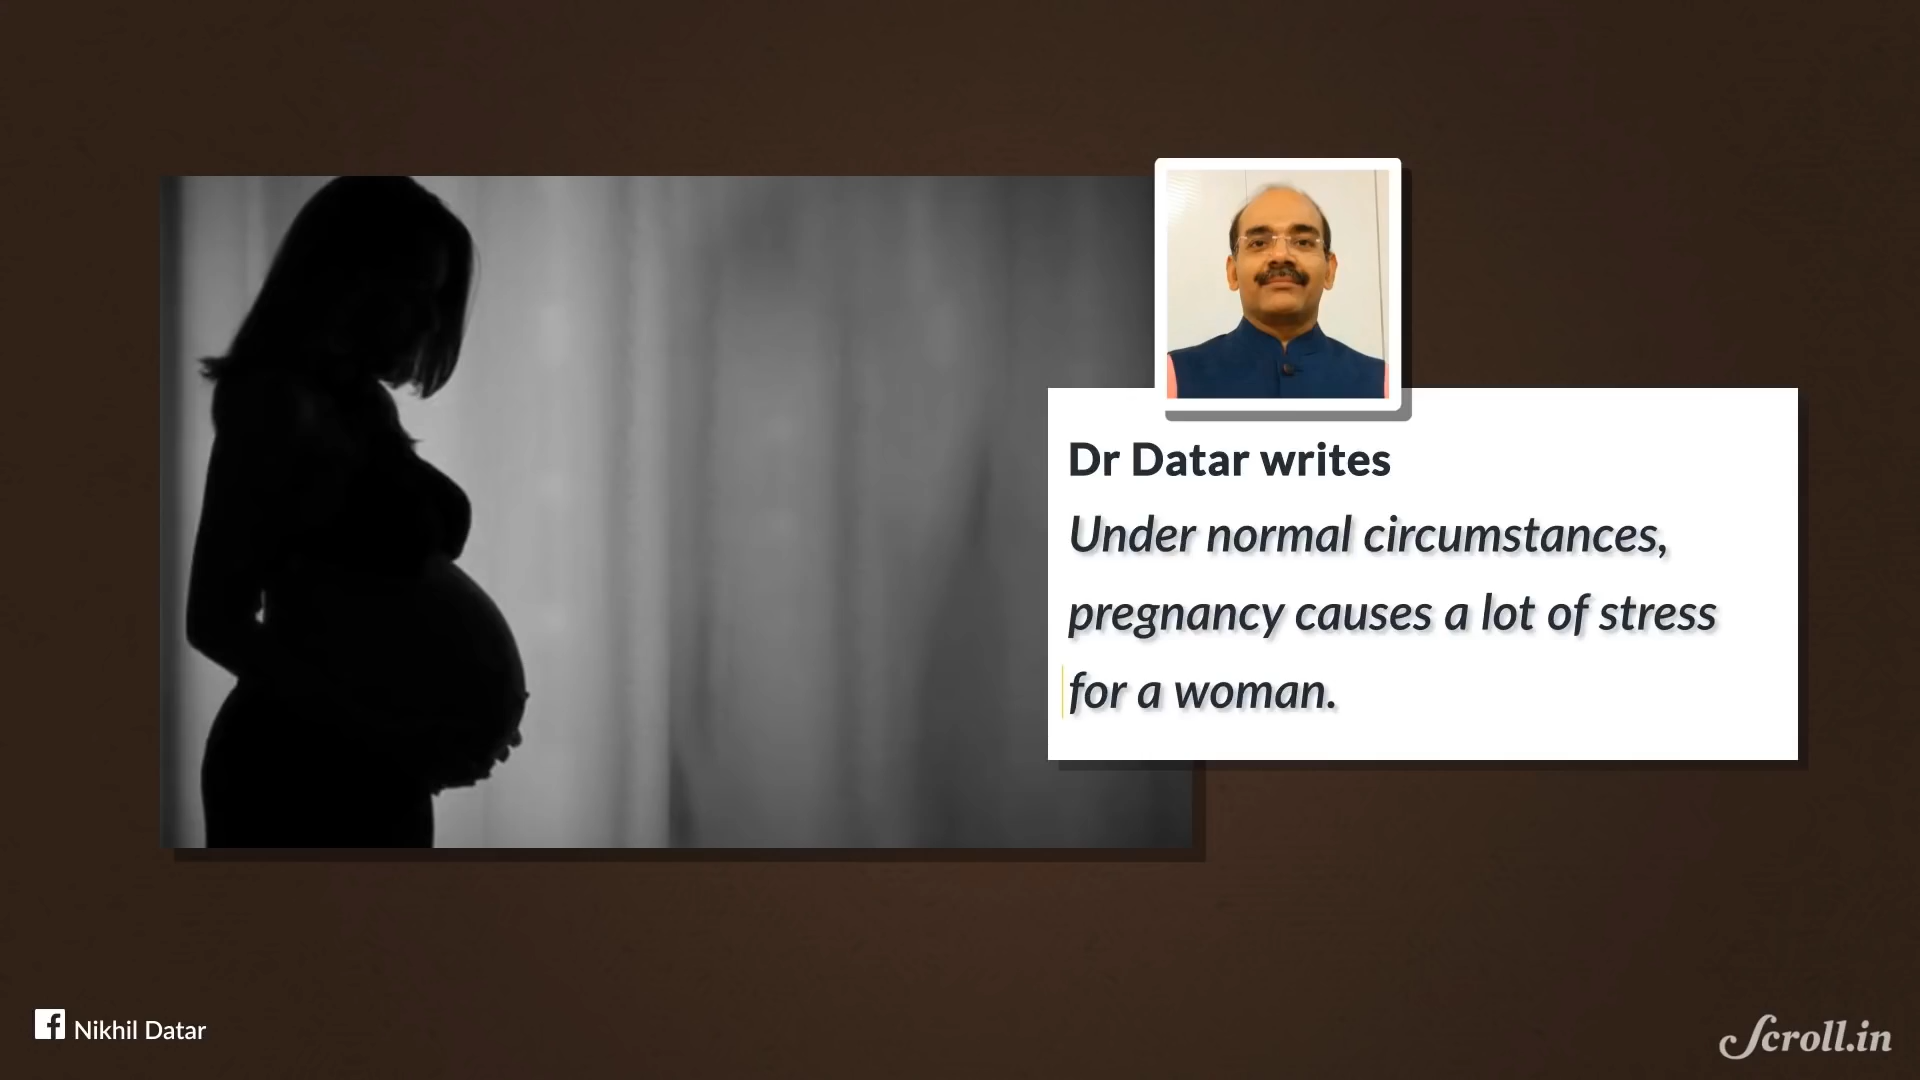 Dr Datar writes
Under normal circumstances,
pregnancy causes a lot of stress
for a woman.
Nikhil Datar
Scroll.in